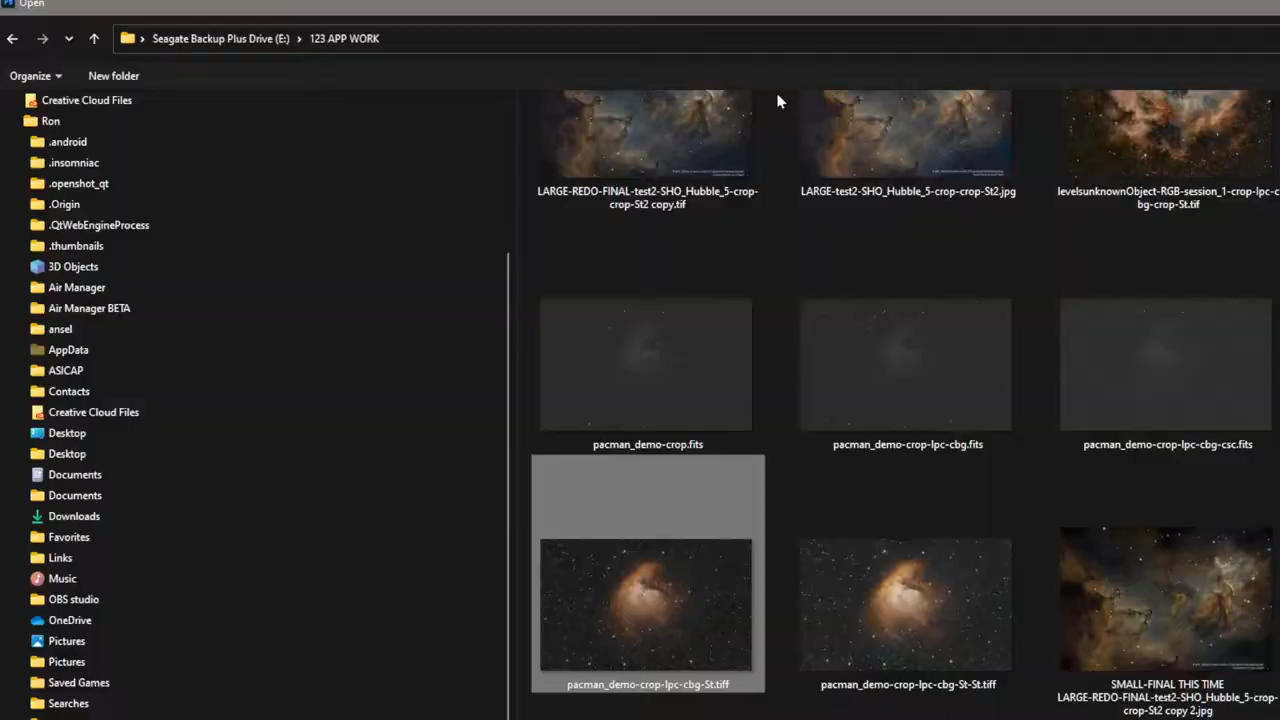 Open
Seagate Backup Plus Drive (E:) › 123 APP WORK
Organize
New folder
Creative Cloud Files
Ron
.android
.insomniac
.openshot_qt
.Origin
.QtWebEngineProcess
.thumbnails
3D Objects
Air Manager
Air Manager BETA
ansel
AppData
ASICAP
Contacts
Creative Cloud Files
Desktop
Desktop
Documents
Documents
Downloads
Favorites
Links
Music
OBS studio
OneDrive
Pictures
Pictures
Saved Games
Searches
LARGE-REDO-FINAL-test2-SHO_Hubble_5-crop-
crop-St2 copy.tif
LARGE-test2-SHO_Hubble_5-crop-crop-St2.jpg
levelsunknownObject-RGB-session_1-crop-lpc-c
bg-crop-St.tif
pacman_demo-crop.fits
pacman_demo-crop-lpc-cbg.fits
pacman_demo-crop-lpc-cbg-csc.fits
pacman_demo-crop-lpc-cbg-St.tiff
pacman_demo-crop-lpc-cbg-St-St.tiff
SMALL-FINAL THIS TIME
LARGE-REDO-FINAL-test2-SHO_Hubble_5-crop-
crop-St2 copy 2.jpg